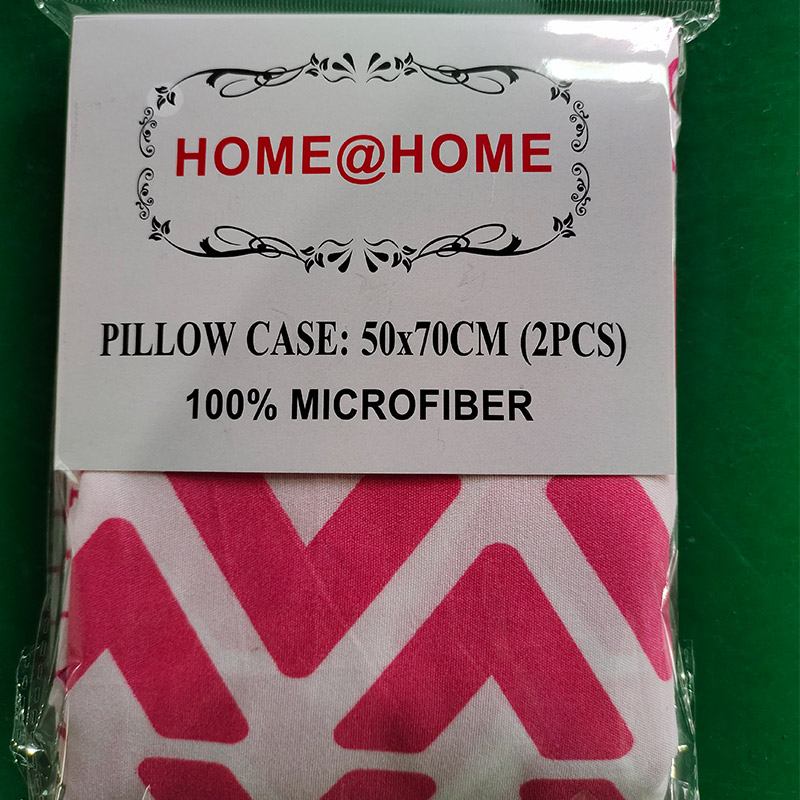 HOME@HOME
PILLOW CASE: 50x70CM (2PCS)
100% MICROFIBER